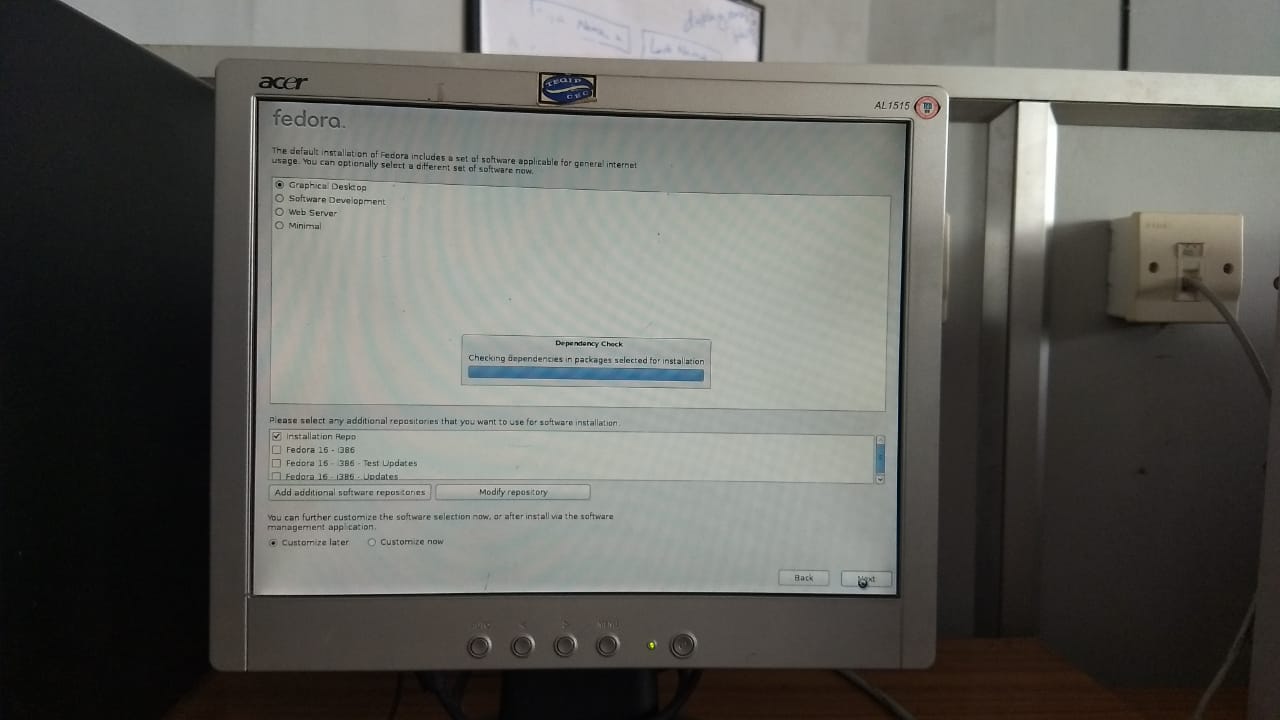 acer
TEQIP
CEC
AL1515
fedora.
The default installation of Fedora includes a set of software applicable for general internet
usage. You can optionally select a different set of software now.
Graphical Desktop
Software Development
Web Server
Minimal
Dependency Check
Checking dependencies in packages selected for installation
Please select any additional repositories that you want to use for software installation.
Installation Repo
Fedora 16 - i386
Fedora 16 - i386 - Test Updates
Fedora 16 - i386 - Updates
Add additional software repositories
Modify repository
You can further customize the software selection now, or after install via the software
management application.
Customize later
Customize now
Back
Next